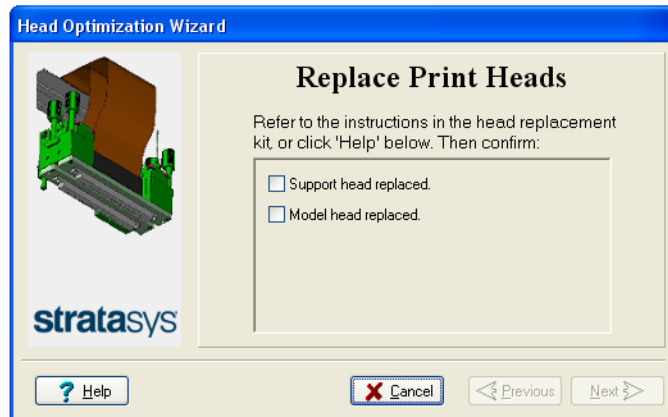 Head Optimization Wizard
Replace Print Heads
Refer to the instructions in the head replacement
kit, or click 'Help' below. Then confirm:
Support head replaced.
Model head replaced.
stratasys
? Help
Cancel
Previous
Next